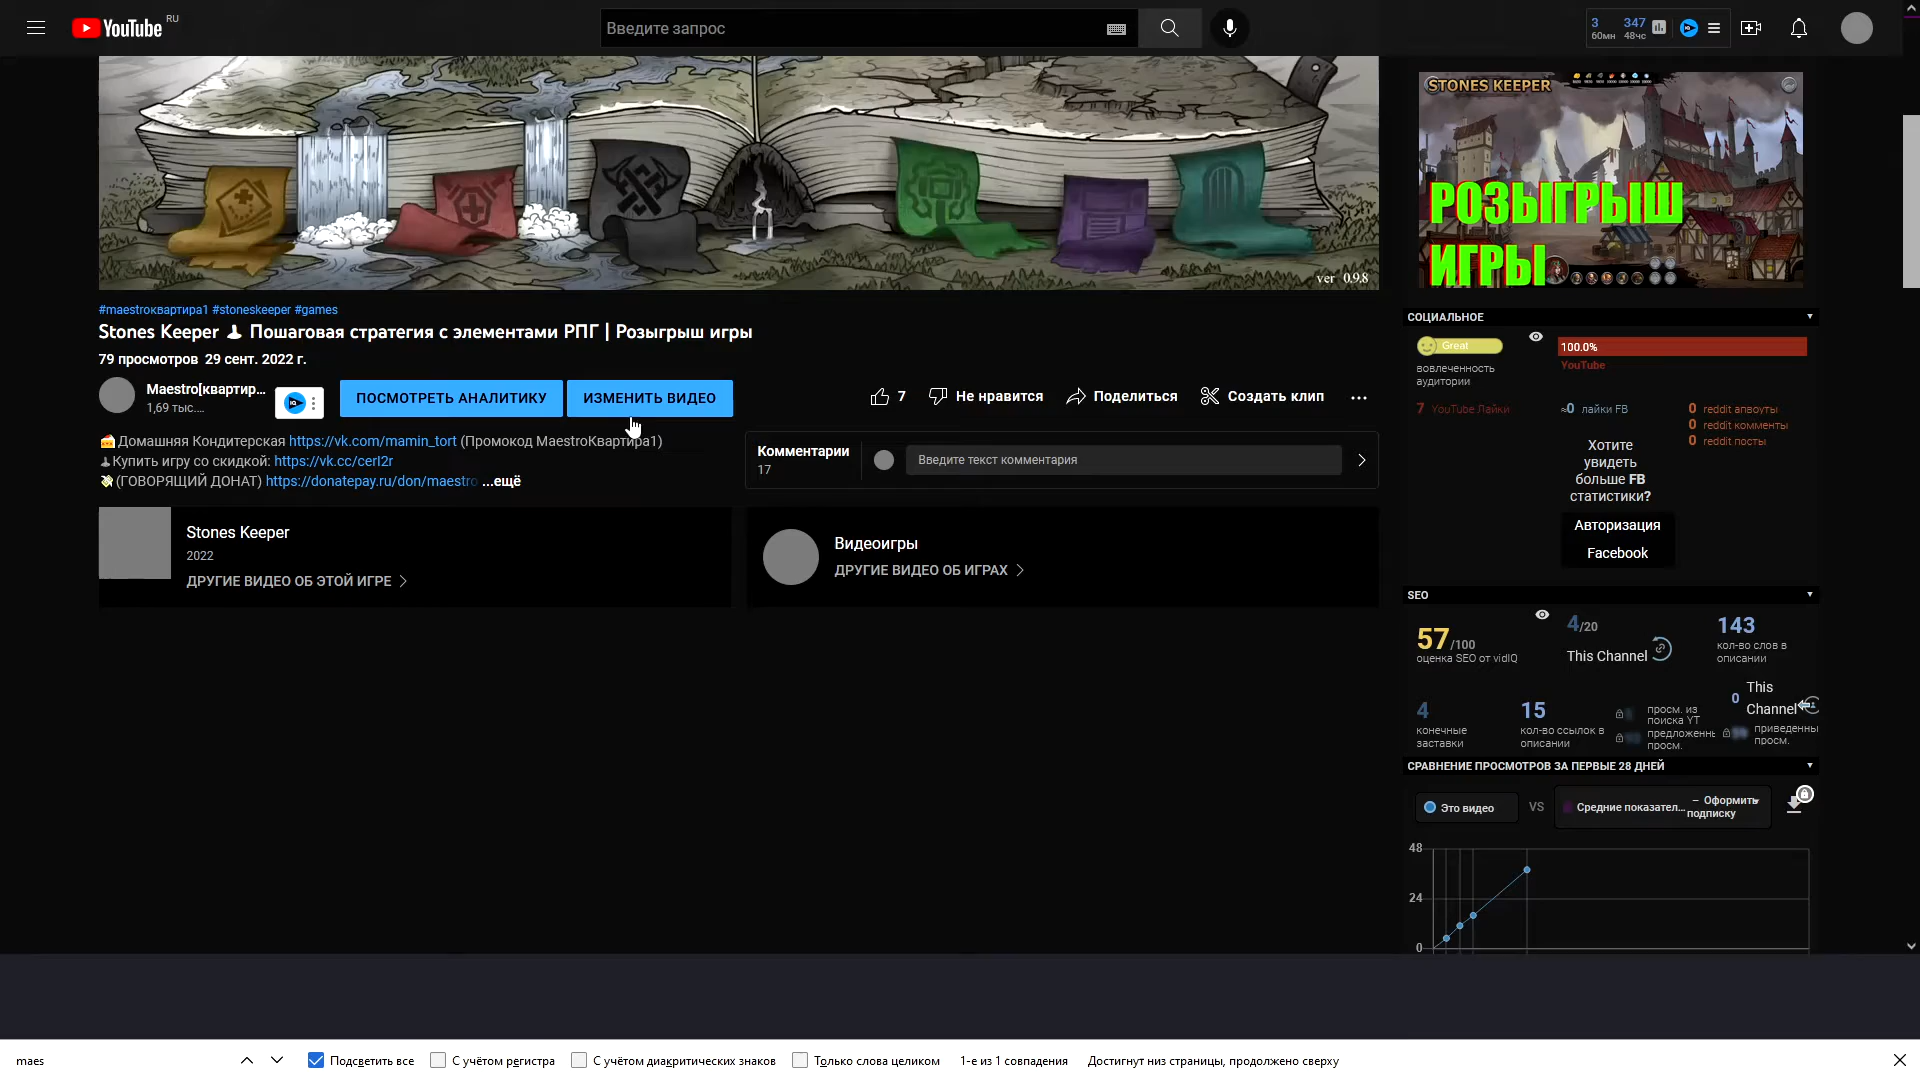 YouTube RU
Введите запрос
3 347
60мн 48чс
ver 0.9.8
STONES KEEPER
РОЗЫГРЫШ
ИГРЫ
#maestroквартира1 #stoneskeeper #games
Stones Keeper Пошаговая стратегия с элементами РПГ | Розыгрыш игры
79 просмотров 29 сент. 2022 г.
Maestro[квартир...
1,69 тыс....
ПОСМОТРЕТЬ АНАЛИТИКУ
ИЗМЕНИТЬ ВИДЕО
7
Не нравится
Поделиться
Создать клип
Домашняя Кондитерская https://vk.com/mamin_tort (Промокод MaestroКвартира1)
Купить игру со скидкой: https://vk.cc/cerI2r
(ГОВОРЯЩИЙ ДОНАТ) https://donatepay.ru/don/maestro ...ещё
Комментарии
17
Введите текст комментария
Stones Keeper
2022
ДРУГИЕ ВИДЕО ОБ ЭТОЙ ИГРЕ
Видеоигры
ДРУГИЕ ВИДЕО ОБ ИГРАХ
СОЦИАЛЬНОЕ
Great
вовлеченность
аудитории
100.0%
YouTube
7 YouTube Лайки
≈0 лайки FB
0 reddit апвоуты
0 reddit комменты
0 reddit посты
Хотите
увидеть
больше FB
статистики?
Авторизация
Facebook
SEO
57/100
оценка SEO от vidIQ
4/20
This Channel
143
кол-во слов в
описании
4
конечные
заставки
15
кол-во ссылок в
описании
просм. из
поиска YT
предложеннь
просм.
0 This
Channel
приведенны
просм.
СРАВНЕНИЕ ПРОСМОТРОВ ЗА ПЕРВЫЕ 28 ДНЕЙ
Это видео
VS
Средние показател...
– Оформить
подписку
48
24
0
maes
Подсветить все
С учётом регистра
С учётом диакритических знаков
Только слова целиком
1-е из 1 совпадения
Достигнут низ страницы, продолжено сверху